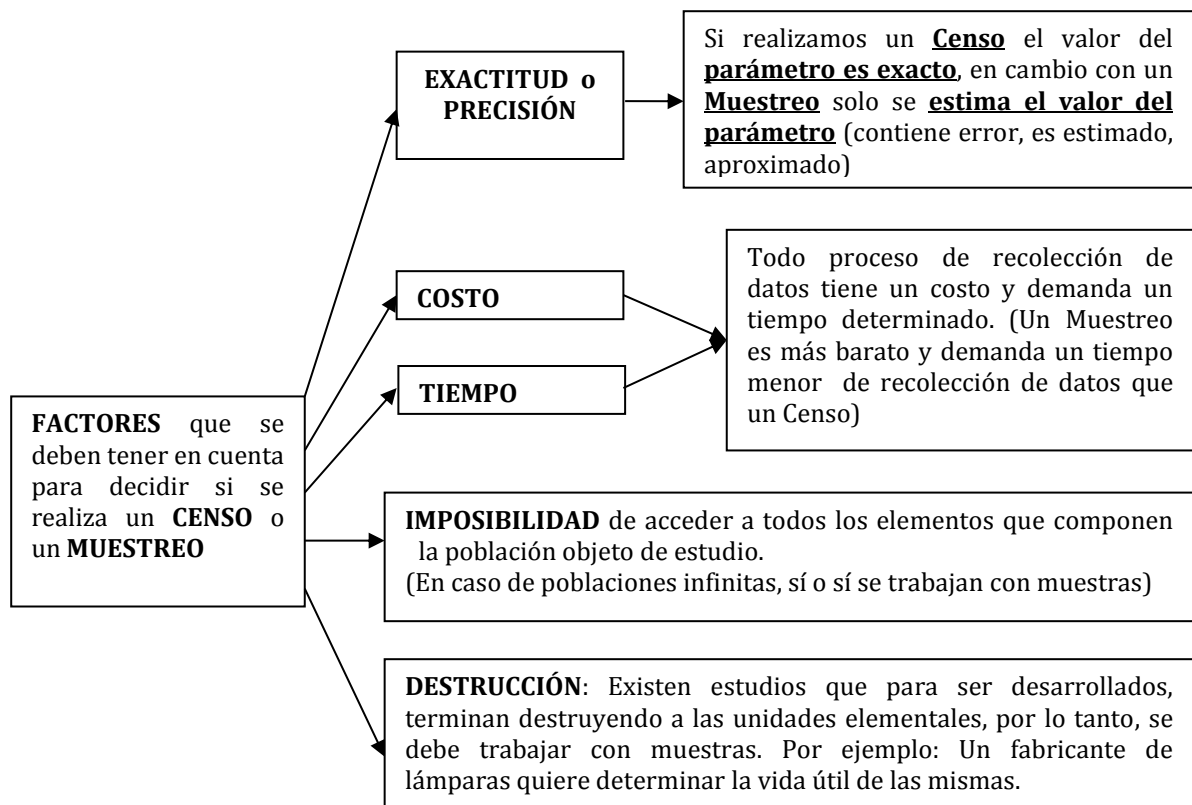 EXACTITUD o
PRECISIÓN
Si realizamos un Censo el valor del
parámetro es exacto, en cambio con un
Muestreo solo se estima el valor del
parámetro (contiene error, es estimado,
aproximado)
COSTO
TIEMPO
Todo proceso de recolección de
datos tiene un costo y demanda un
tiempo determinado. (Un Muestreo
es más barato y demanda un tiempo
menor de recolección de datos que
un Censo)
FACTORES que se
deben tener en cuenta
para decidir si se
realiza un CENSO o
un MUESTREO
IMPOSIBILIDAD de acceder a todos los elementos que componen
la población objeto de estudio.
(En caso de poblaciones infinitas, sí o sí se trabajan con muestras)
DESTRUCCIÓN: Existen estudios que para ser desarrollados,
terminan destruyendo a las unidades elementales, por lo tanto, se
debe trabajar con muestras. Por ejemplo: Un fabricante de
lámparas quiere determinar la vida útil de las mismas.